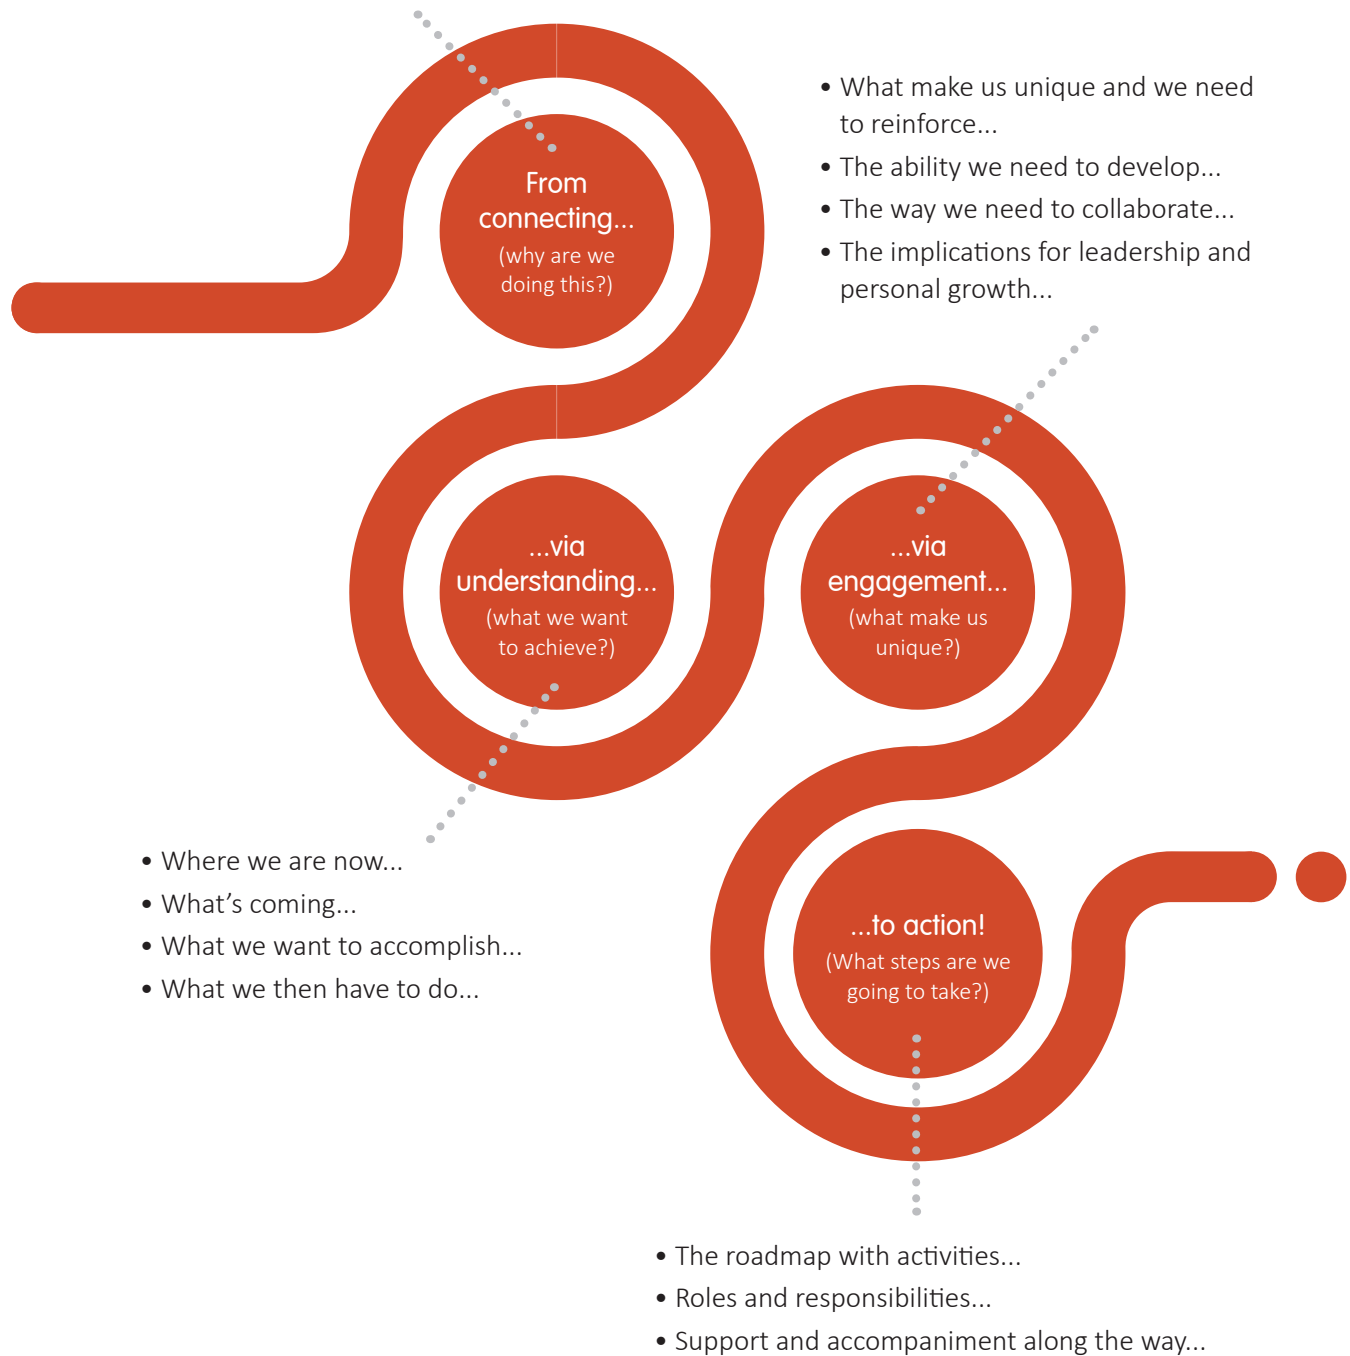 From
connecting...
(why are we
doing this?)
• What make us unique and we need
to reinforce...
• The ability we need to develop...
• The way we need to collaborate...
• The implications for leadership and
personal growth...
...via
understanding...
(what we want
to achieve?)
...via
engagement...
(what make us
unique?)
• Where we are now...
• What’s coming...
• What we want to accomplish...
• What we then have to do...
...to action!
(What steps are we
going to take?)
• The roadmap with activities...
• Roles and responsibilities...
• Support and accompaniment along the way...